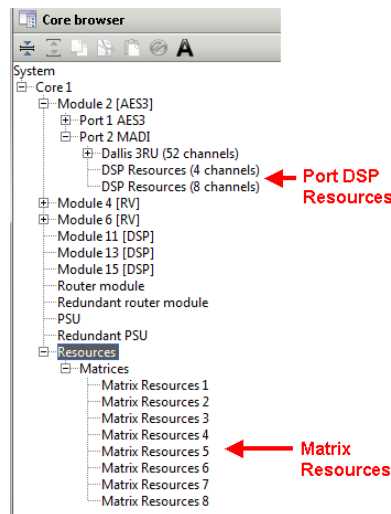 Core browser
A
System
Core 1
Module 2 [AES3]
Port 1 AES3
Port 2 MADI
Dallis 3RU (52 channels)
DSP Resources (4 channels)
DSP Resources (8 channels)
Port DSP
Resources
Module 4 [RV]
Module 6 [RV]
Module 11 [DSP]
Module 13 [DSP]
Module 15 [DSP]
Router module
Redundant router module
PSU
Redundant PSU
Resources
Matrices
Matrix Resources 1
Matrix Resources 2
Matrix Resources 3
Matrix Resources 4
Matrix Resources 5
Matrix Resources 6
Matrix Resources 7
Matrix Resources 8
Matrix
Resources